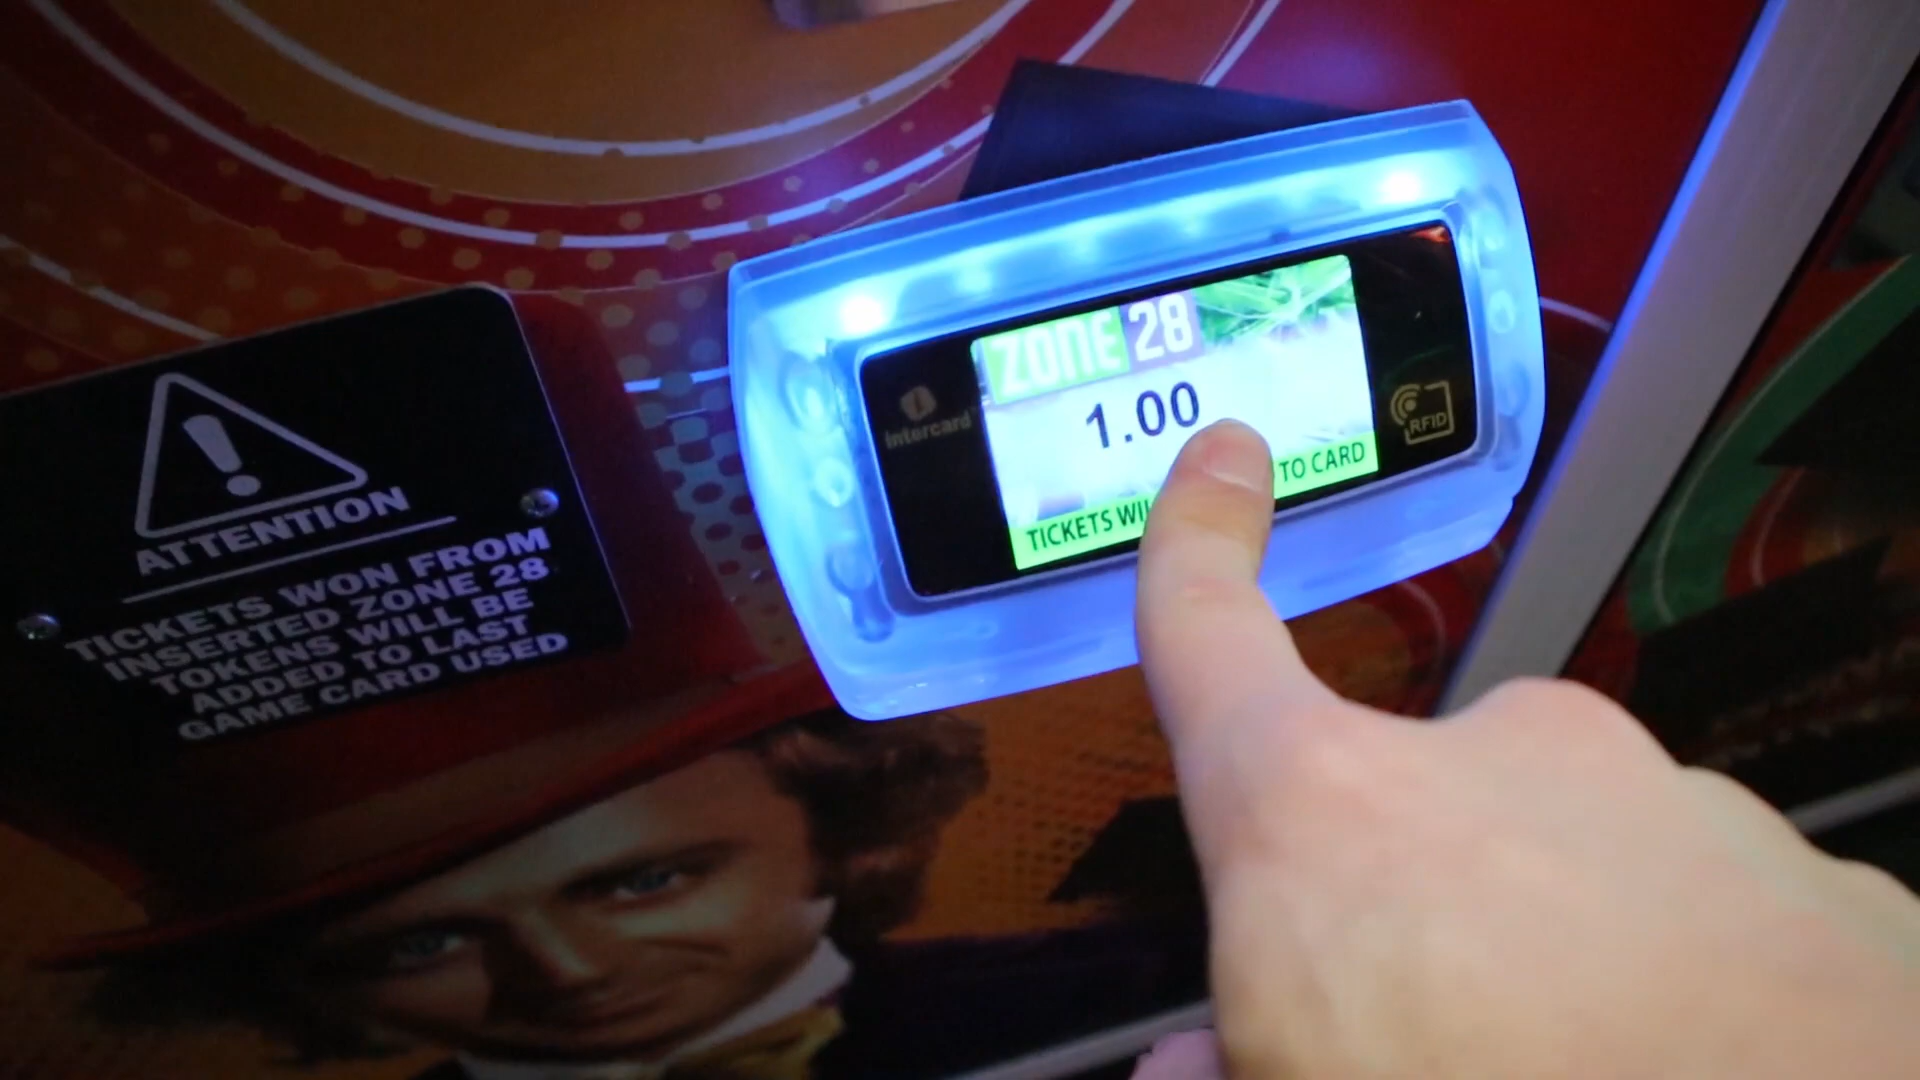 ATTENTION
TICKETS WON FROM
INSERTED ZONE 28
TOKENS WILL BE
ADDED TO LAST
GAME CARD USED
intercard
ZONE 28
1.00
TICKETS TO CARD
RFID